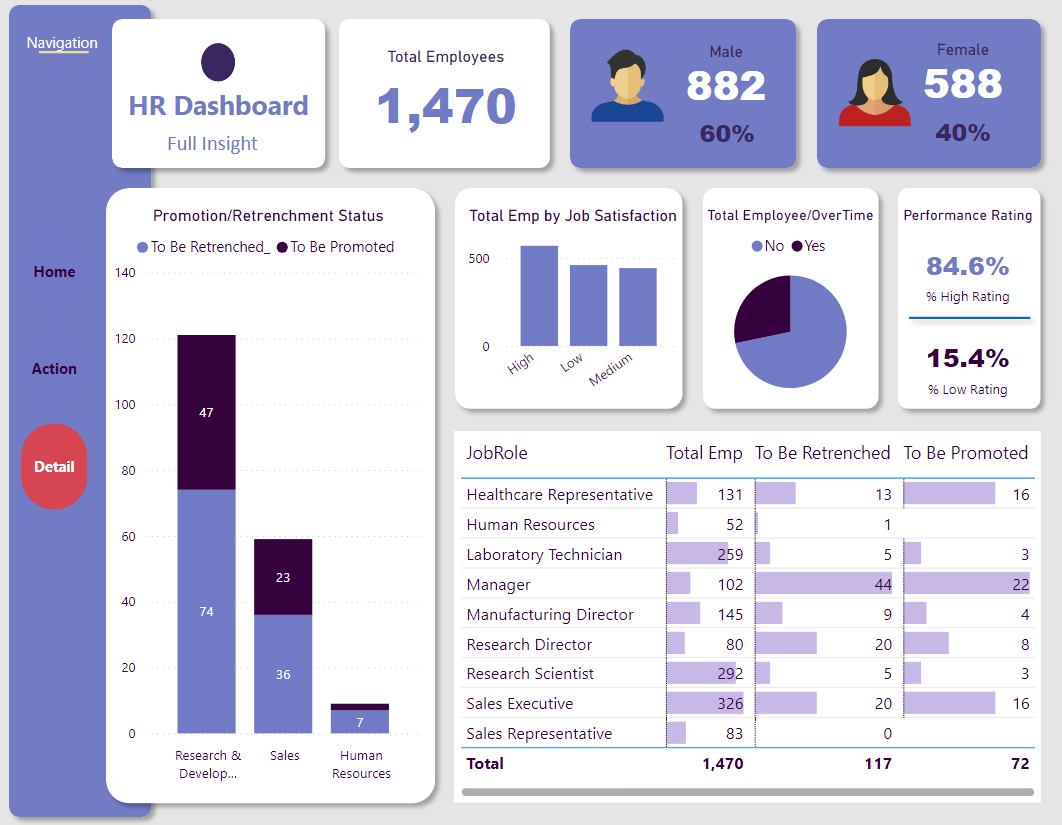 Navigation
HR Dashboard
Full Insight
Total Employees
1,470
Male
882
60%
Female
588
40%
Home
Action
Detail
Promotion/Retrenchment Status
To Be Retrenched_ To Be Promoted
140
120
100
80
60
40
20
0
47
74
23
36
7
Research &
Develop...
Sales
Human
Resources
Total Emp by Job Satisfaction
500
0
High
Low
Medium
Total Employee/OverTime
No Yes
Performance Rating
84.6%
% High Rating
15.4%
% Low Rating
JobRole Total Emp To Be Retrenched To Be Promoted
Healthcare Representative 131 13 16
Human Resources 52 1
Laboratory Technician 259 5 3
Manager 102 44 22
Manufacturing Director 145 9 4
Research Director 80 20 8
Research Scientist 292 5 3
Sales Executive 326 20 16
Sales Representative 83 0
Total 1,470 117 72